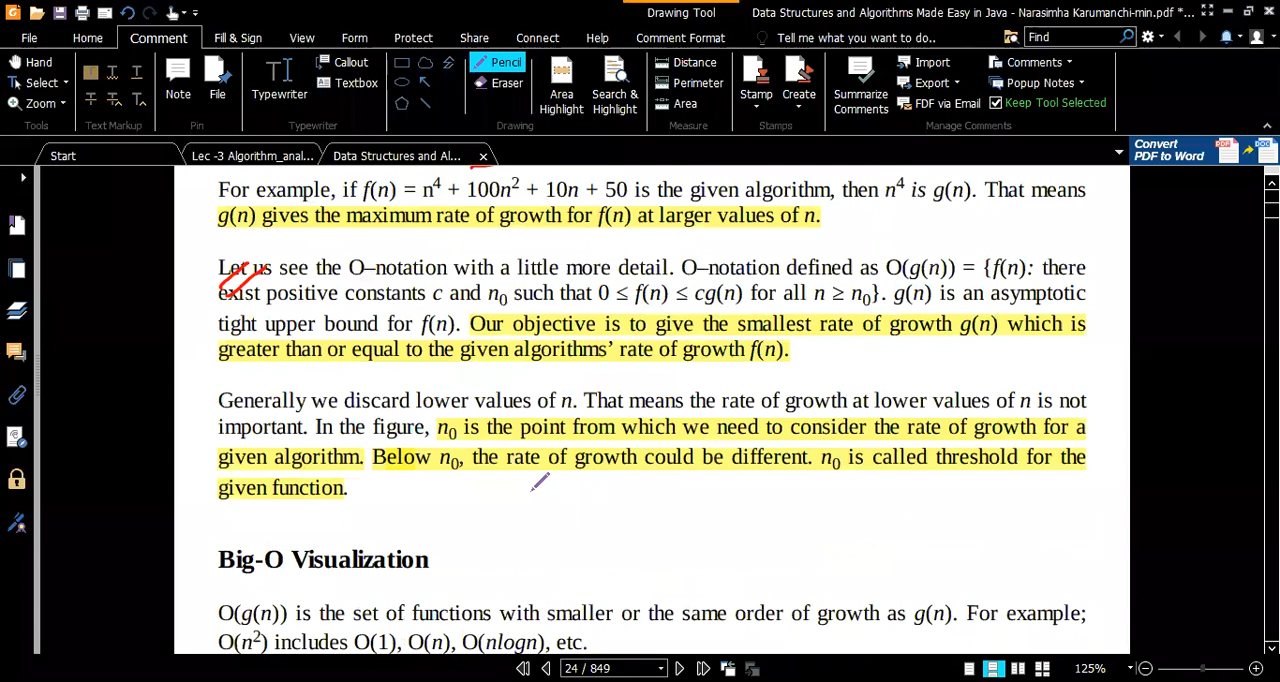 Drawing Tool
Data Structures and Algorithms Made Easy in Java - Narasimha Karumanchi-min.pdf *...
File Home Comment Fill & Sign View Form Protect Share Connect Help Comment Format Tell me what you want to do.. Find
Hand
Select
Zoom
Tools
Text Markup
Note
File
Pin
Typewriter
Callout
Textbox
Typewriter
Pencil
Eraser
Drawing
Area Highlight
Search & Highlight
Distance
Perimeter
Area
Measure
Stamp
Create
Stamps
Summarize Comments
Import
Export
FDF via Email
Comments
Popup Notes
Keep Tool Selected
Manage Comments
Start
Lec -3 Algorithm_anal...
Data Structures and Al...
Convert
PDF to Word
For example, if f(n) = n⁴ + 100n² + 10n + 50 is the given algorithm, then n⁴ is g(n). That means
g(n) gives the maximum rate of growth for f(n) at larger values of n.
Let us see the O–notation with a little more detail. O–notation defined as O(g(n)) = {f(n): there
exist positive constants c and n₀ such that 0 ≤ f(n) ≤ cg(n) for all n ≥ n₀}. g(n) is an asymptotic
tight upper bound for f(n). Our objective is to give the smallest rate of growth g(n) which is
greater than or equal to the given algorithms’ rate of growth f(n).
Generally we discard lower values of n. That means the rate of growth at lower values of n is not
important. In the figure, n₀ is the point from which we need to consider the rate of growth for a
given algorithm. Below n₀, the rate of growth could be different. n₀ is called threshold for the
given function.
Big-O Visualization
O(g(n)) is the set of functions with smaller or the same order of growth as g(n). For example;
O(n²) includes O(1), O(n), O(nlogn), etc.
24 / 849
125%